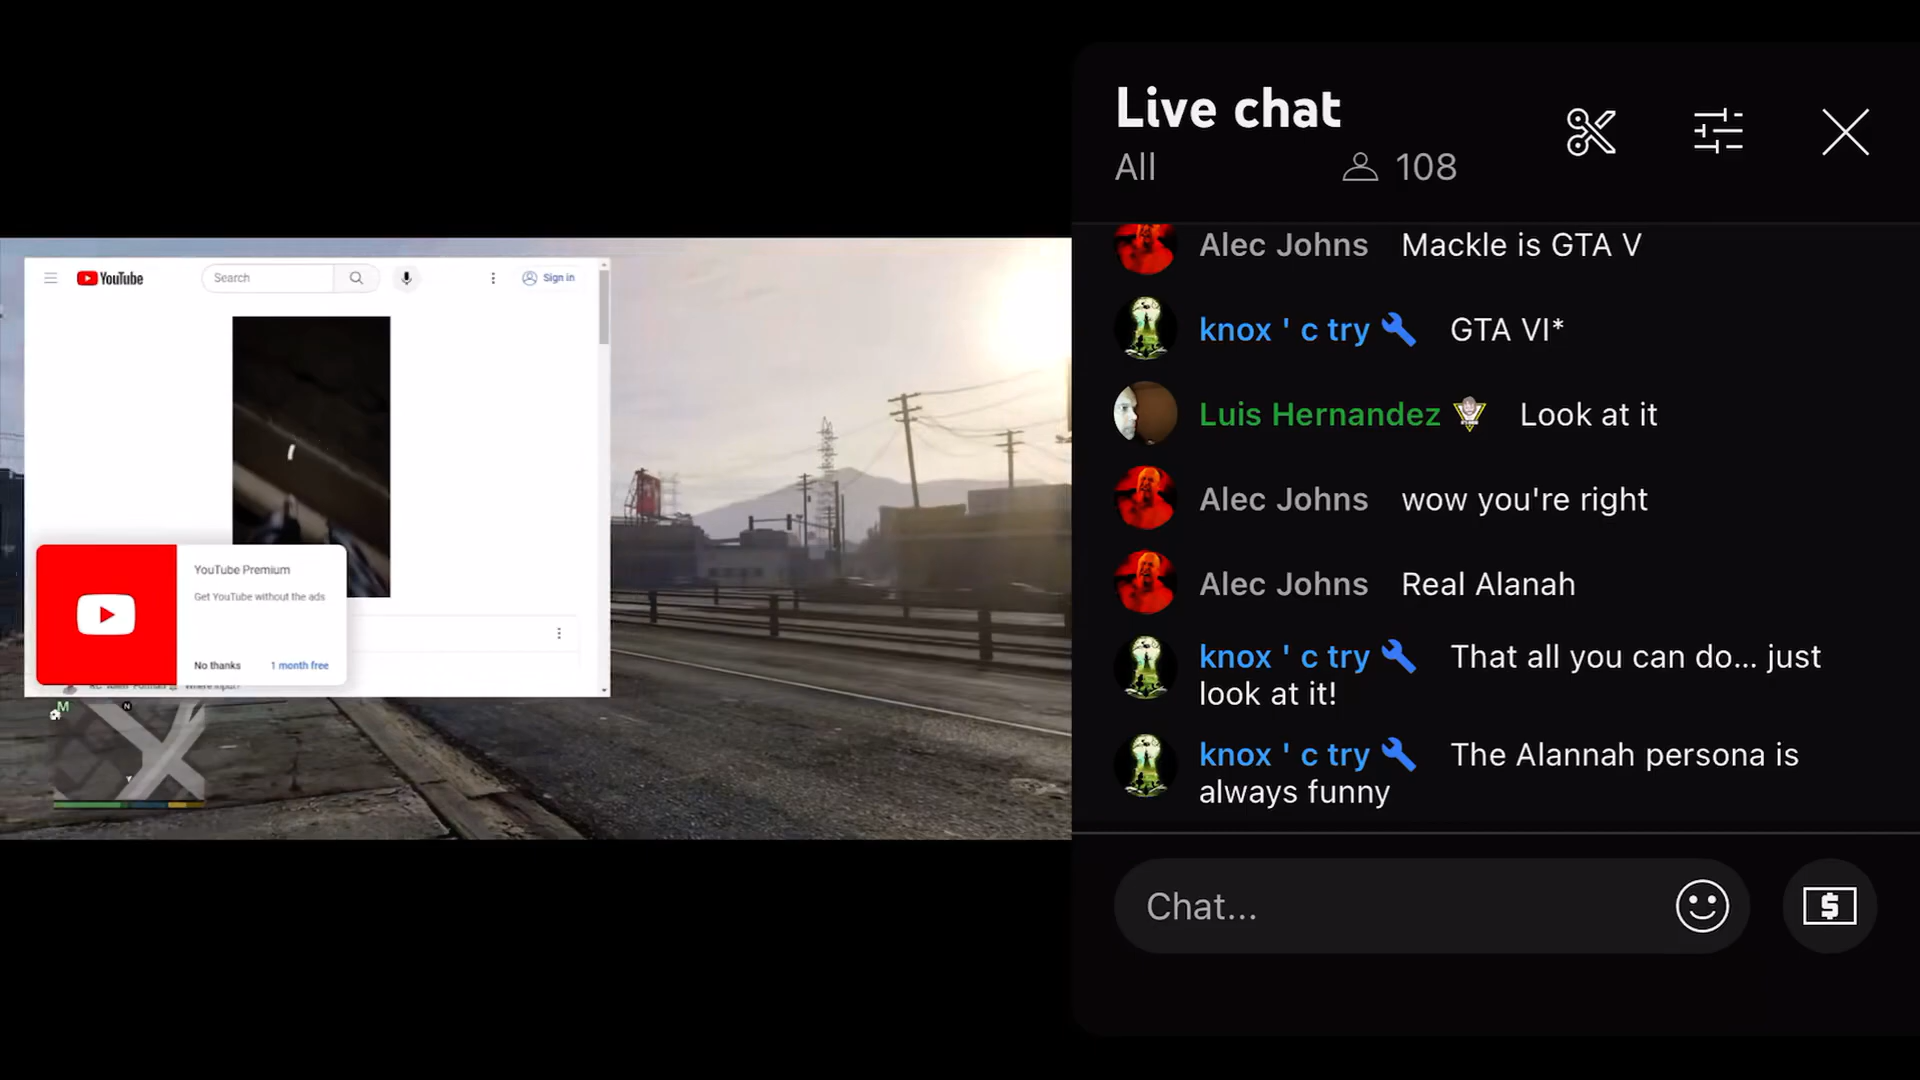 YouTube
Search
Sign in
YouTube Premium
Get YouTube without the ads
No thanks
1 month free
M
N
Live chat
All
108
Alec Johns Mackle is GTA V
knox ' c try GTA VI*
Luis Hernandez Look at it
Alec Johns wow you're right
Alec Johns Real Alanah
knox ' c try That all you can do... just
look at it!
knox ' c try The Alannah persona is
always funny
Chat...
$